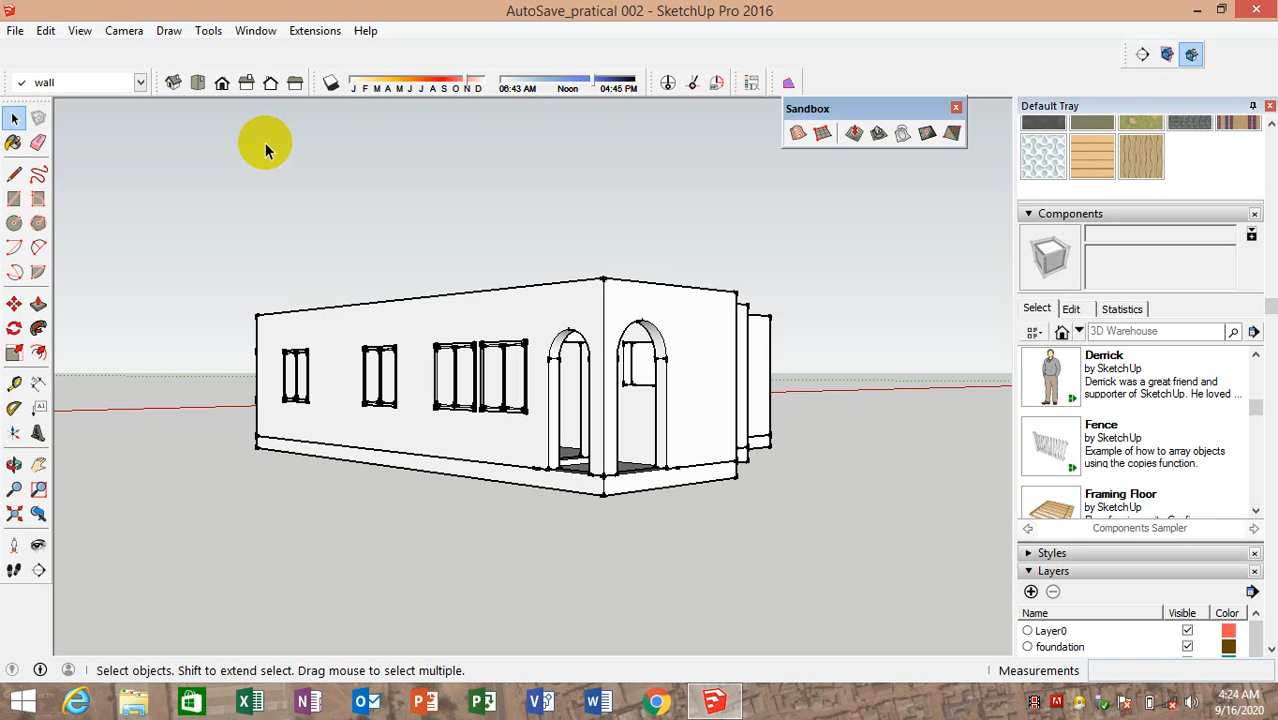 AutoSave_pratical 002 - SketchUp Pro 2016
File Edit View Camera Draw Tools Window Extensions Help
wall
J F M A M J J A S O N D
06:43 AM Noon 04:45 PM
Sandbox
Default Tray
Components
Select Edit Statistics
3D Warehouse
Derrick
by SketchUp
Derrick was a great friend and
supporter of SketchUp. He loved ...
Fence
by SketchUp
Example of how to array objects
using the copies function.
Framing Floor
by SketchUp
Components Sampler
Styles
Layers
Name Visible Color
Layer0
foundation
Select objects. Shift to extend select. Drag mouse to select multiple.
Measurements
4:24 AM
9/16/2020